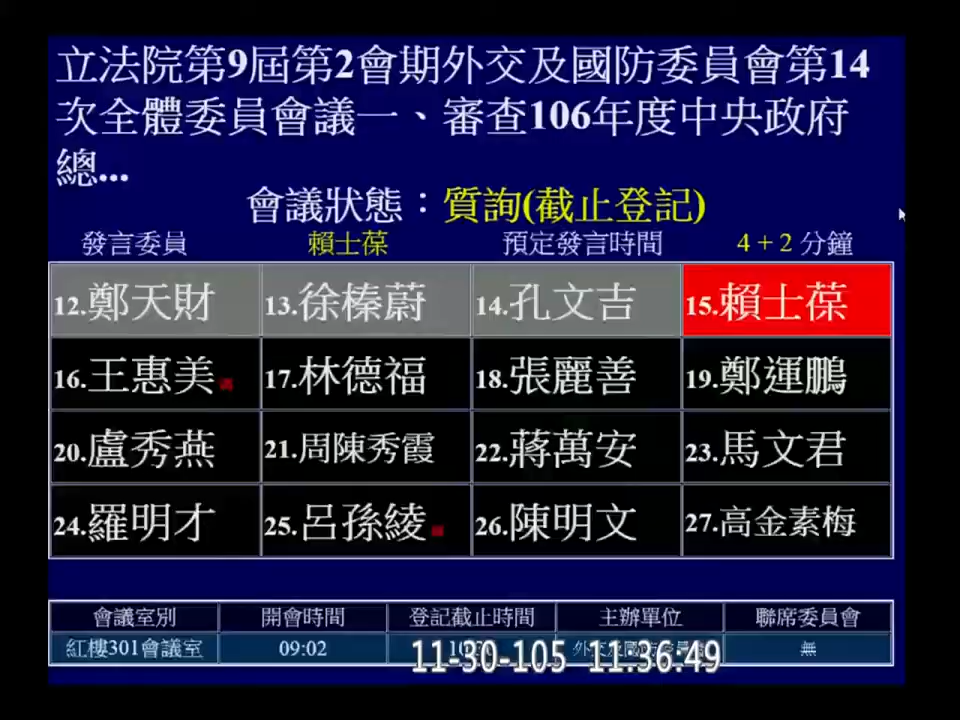 立法院第9屆第2會期外交及國防委員會第14
次全體委員會議一、審查106年度中央政府
總...
會議狀態：質詢(截止登記)
發言委員 賴士葆 預定發言時間 4 + 2 分鐘
12.鄭天財 13.徐榛蔚 14.孔文吉 15.賴士葆
16.王惠美 17.林德福 18.張麗善 19.鄭運鵬
20.盧秀燕 21.周陳秀霞 22.蔣萬安 23.馬文君
24.羅明才 25.呂孫綾 26.陳明文 27.高金素梅
會議室別 開會時間 登記截止時間 主辦單位 聯席委員會
紅樓301會議室 09:02 無
11-30-105 11:36:49